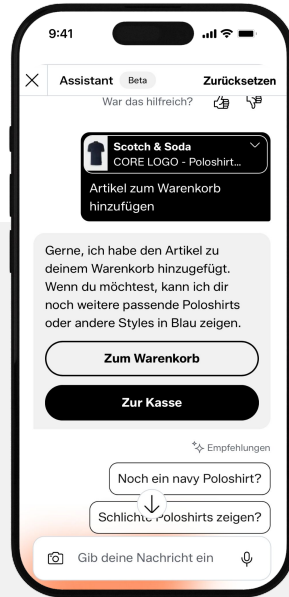 9:41
Assistant Beta Zurücksetzen
War das hilfreich?
Scotch & Soda
CORE LOGO - Poloshirt...
Artikel zum Warenkorb
hinzufügen
Gerne, ich habe den Artikel zu
deinem Warenkorb hinzugefügt.
Wenn du möchtest, kann ich dir
noch weitere passende Poloshirts
oder andere Styles in Blau zeigen.
Zum Warenkorb
Zur Kasse
Empfehlungen
Noch ein navy Poloshirt?
Schlichte Poloshirts zeigen?
Gib deine Nachricht ein